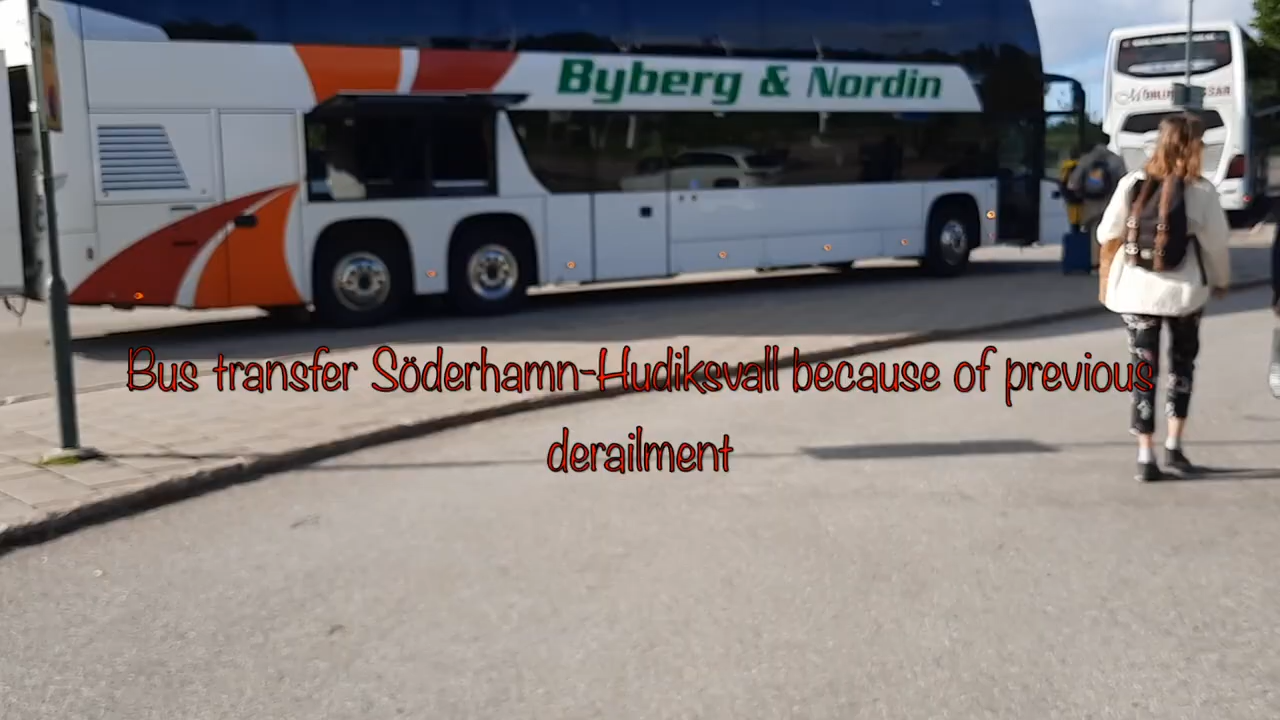 Byberg & Nordin
Bus transfer Söderhamn-Hudiksvall because of previous
derailment